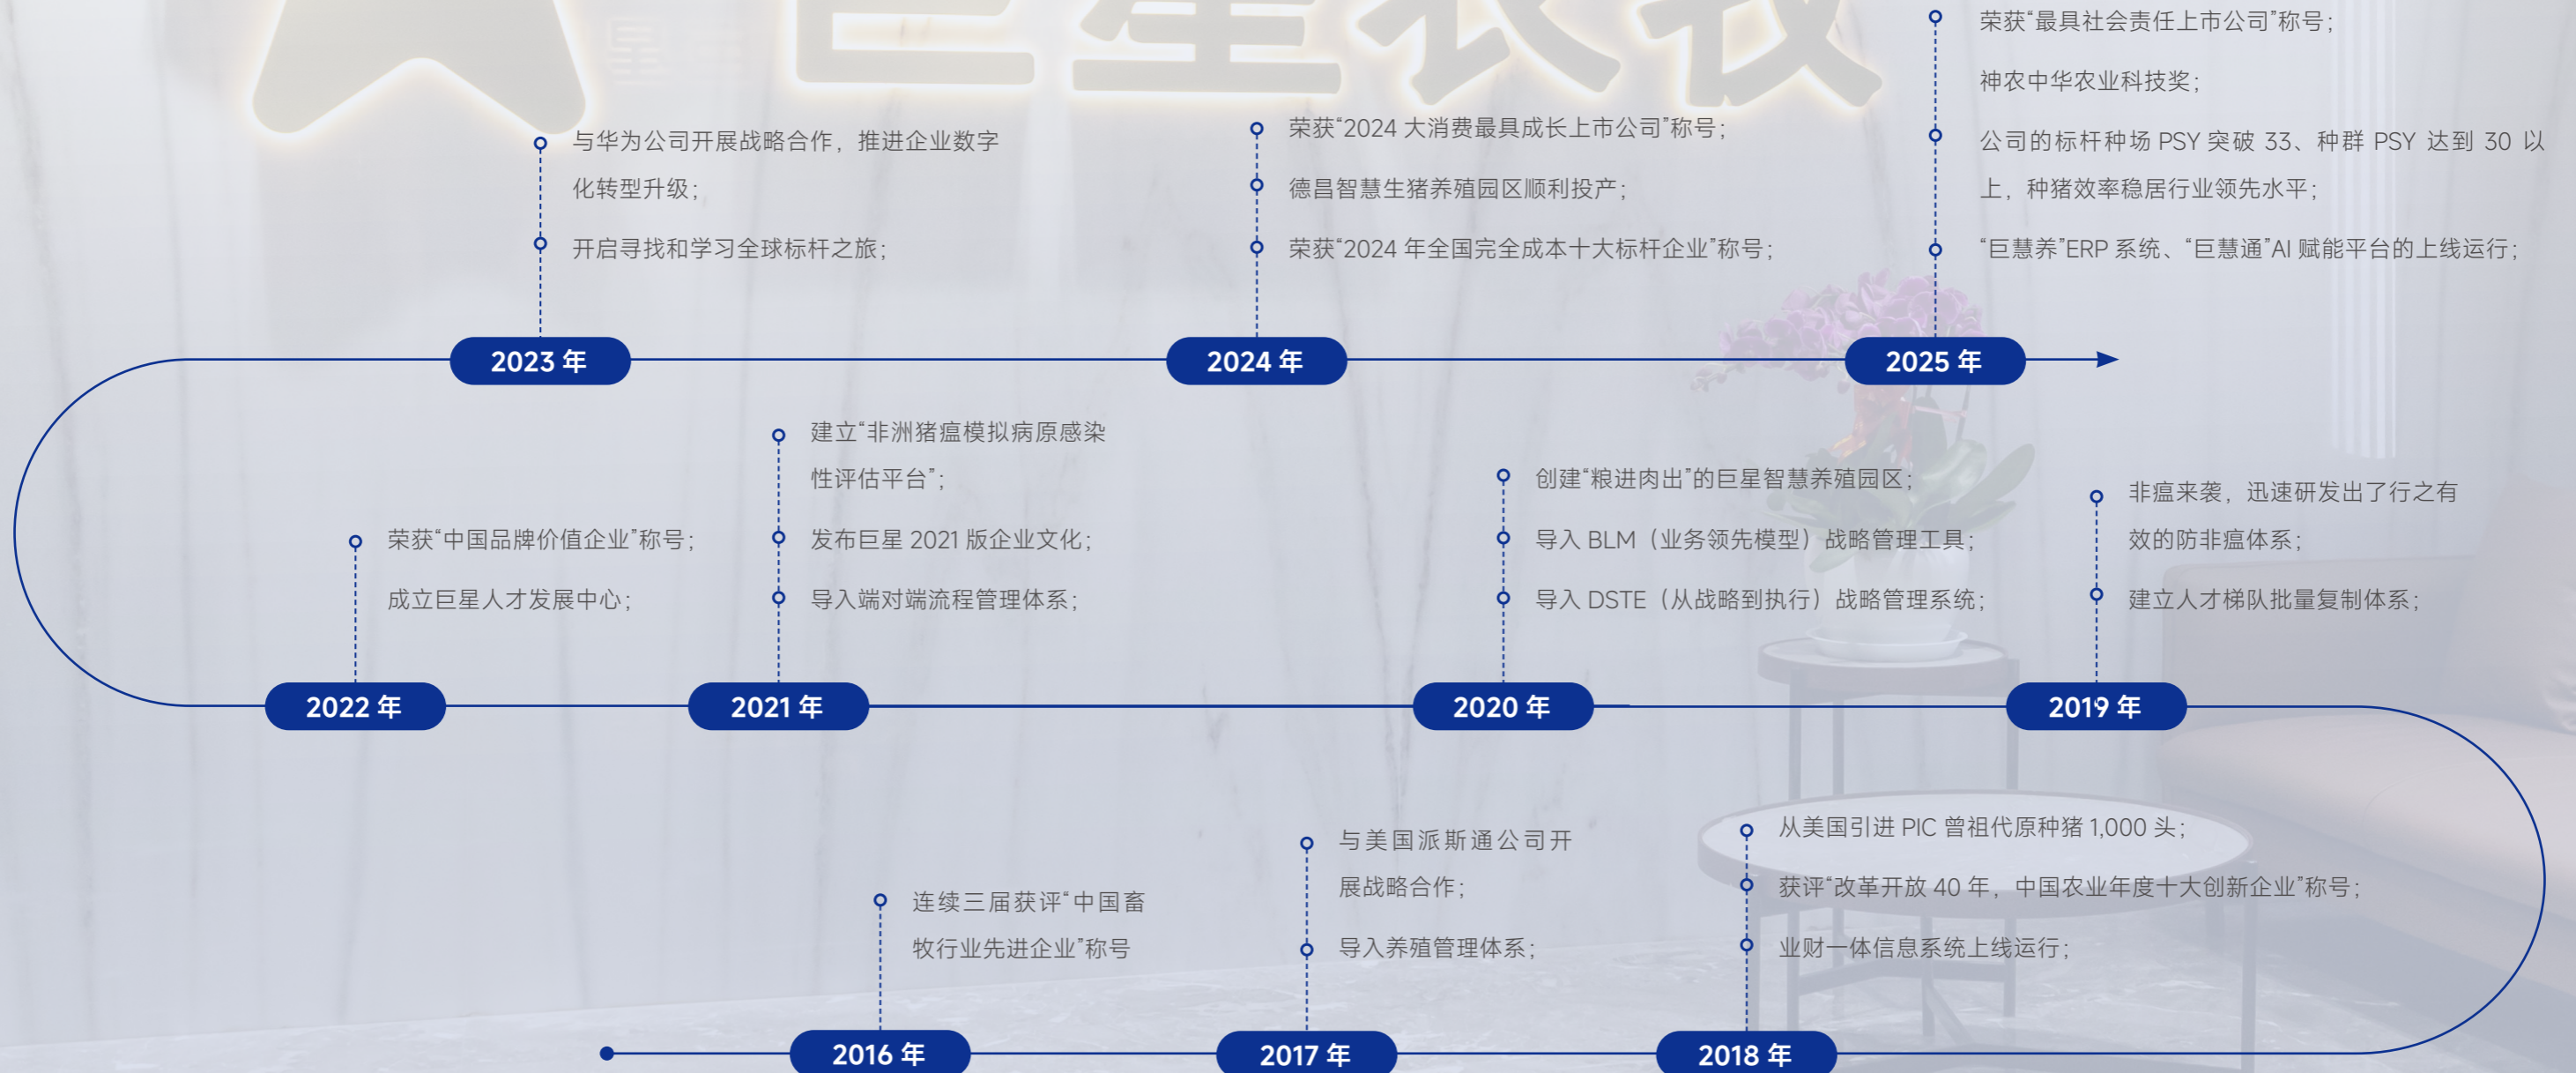 巨星农牧
荣获“最具社会责任上市公司”称号；
神农中华农业科技奖；
公司的标杆种场 PSY 突破 33、种群 PSY 达到 30 以
上，种猪效率稳居行业领先水平；
“巨慧养”ERP 系统、“巨慧通”AI 赋能平台的上线运行；
荣获“2024 大消费最具成长上市公司”称号；
德昌智慧生猪养殖园区顺利投产；
荣获“2024 年全国完全成本十大标杆企业”称号；
与华为公司开展战略合作，推进企业数字
化转型升级；
开启寻找和学习全球标杆之旅；
2023 年
2024 年
2025 年
荣获“中国品牌价值企业”称号；
成立巨星人才发展中心；
建立“非洲猪瘟模拟病原感染
性评估平台”；
发布巨星 2021 版企业文化；
导入端对端流程管理体系；
创建“粮进肉出”的巨星智慧养殖园区；
导入 BLM（业务领先模型）战略管理工具；
导入 DSTE（从战略到执行）战略管理系统；
非瘟来袭，迅速研发出了行之有
效的防非瘟体系；
建立人才梯队批量复制体系；
2022 年
2021 年
2020 年
2019 年
连续三届获评“中国畜
牧行业先进企业”称号
与美国派斯通公司开
展战略合作；
导入养殖管理体系；
从美国引进 PIC 曾祖代原种猪 1,000 头；
获评“改革开放 40 年，中国农业年度十大创新企业”称号；
业财一体信息系统上线运行；
2016 年
2017 年
2018 年